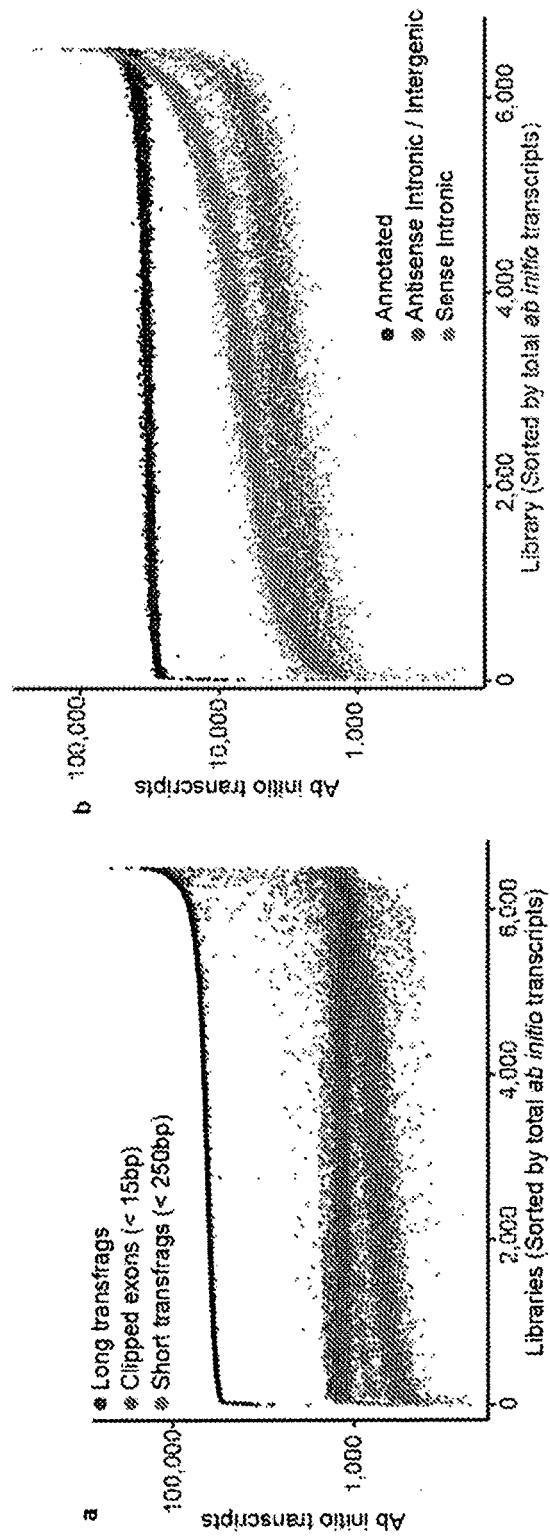 a
Ab initio transcripts
100,000
1,000
Long transfrags
Clipped exons (< 15bp)
Short transfrags (< 250bp)
0
2,000
4,000
6,000
Libraries (Sorted by total ab initio transcripts)
b
Ab initio transcripts
100,000
10,000
1,000
Annotated
Antisense Intronic / Intergenic
Sense Intronic
0
2,000
4,000
6,000
Library (Sorted by total ab initio transcripts)